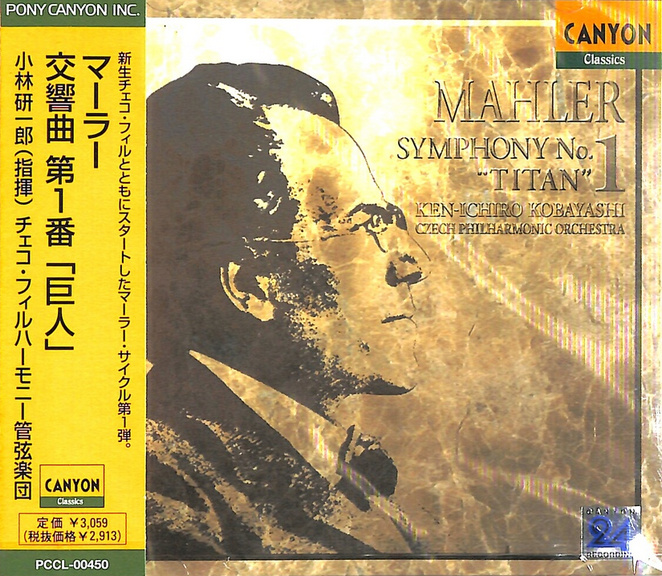 PONY CANYON INC.
新生チェコ・フィルとともにスタートしたマーラー・サイクル第1弾。
マーラー
交響曲 第1番「巨人」
小林研一郎(指揮) チェコ・フィルハーモニー管弦楽団
CANYON
Classics
定価 ¥3,059
(税抜価格¥2,913)
PCCL-00450
CANYON
Classics
MAHLER
SYMPHONY No. 1
"TITAN"
KEN-ICHIRO KOBAYASHI
CZECH PHILHARMONIC ORCHESTRA
CANYON
24
RECORDING